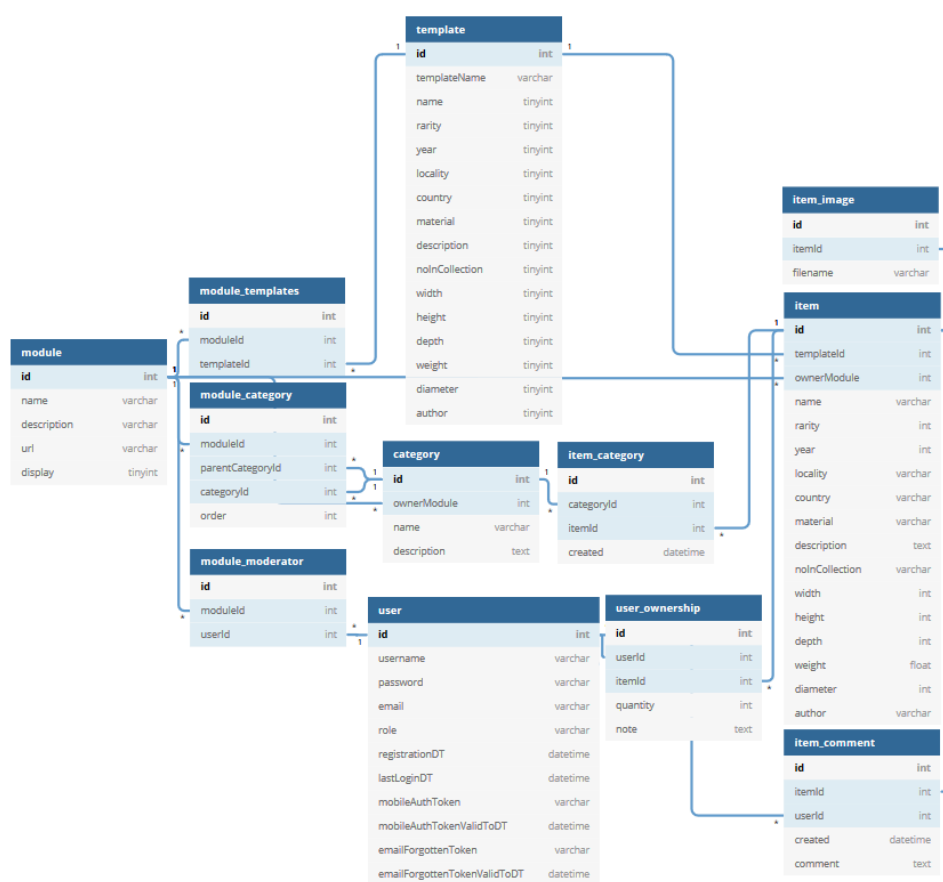 template
1 id int 1
templateName varchar
name tinyint
rarity tinyint
year tinyint
locality tinyint
country tinyint
material tinyint
description tinyint
noInCollection tinyint
width tinyint
height tinyint
depth tinyint
weight tinyint
diameter tinyint
author tinyint
item_image
id int
itemId int
filename varchar
module_templates
id int
* moduleId int
templateId int *
module
id int 1
1
name varchar
description varchar
url varchar
display tinyint
module_category
id int
moduleId int
*
parentCategoryId int *
categoryId int
*
order int
category
1 id int 1
1
ownerModule int
*
name varchar
description text
item_category
id int
categoryId int
*
itemId int
*
created datetime
item
1
id int
templateId int
*
ownerModule int
*
name varchar
rarity int
year int
locality varchar
country varchar
material varchar
description text
noInCollection varchar
width int
height int
depth int
weight float
diameter int
author varchar
module_moderator
id int
moduleId int
*
userId int *
user
id int
1
username varchar
password varchar
email varchar
role varchar
registrationDT datetime
lastLoginDT datetime
mobileAuthToken varchar
mobileAuthTokenValidToDT datetime
emailForgottenToken varchar
emailForgottenTokenValidToDT datetime
user_ownership
id int
userId int
itemId int
*
quantity int
note text
item_comment
id int
itemId int
userId int
*
created datetime
comment text